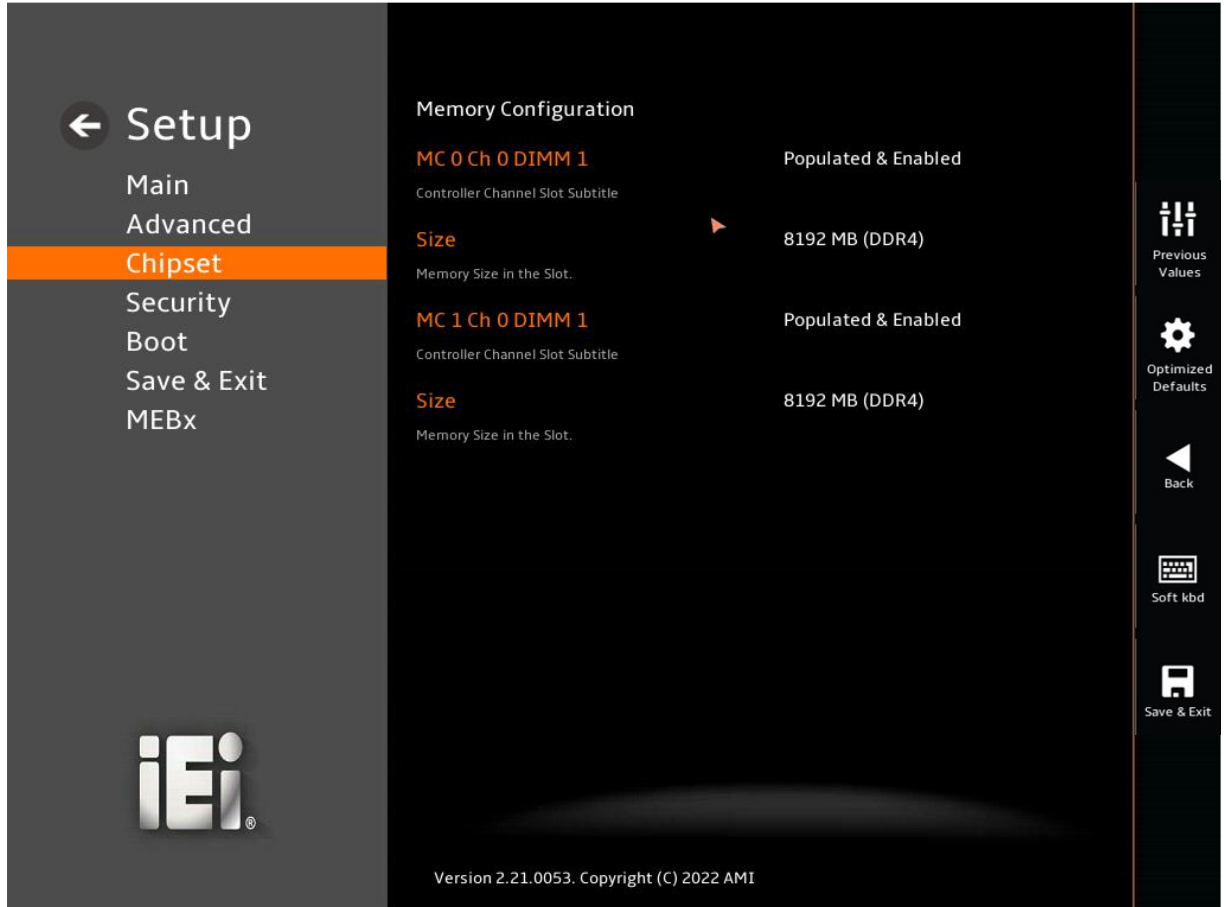 Setup
Main
Advanced
Chipset
Security
Boot
Save & Exit
MEBx
iEi®
Memory Configuration
MC 0 Ch 0 DIMM 1 Populated & Enabled
Controller Channel Slot Subtitle
Size 8192 MB (DDR4)
Memory Size in the Slot.
MC 1 Ch 0 DIMM 1 Populated & Enabled
Controller Channel Slot Subtitle
Size 8192 MB (DDR4)
Memory Size in the Slot.
Version 2.21.0053. Copyright (C) 2022 AMI
Previous
Values
Optimized
Defaults
Back
Soft kbd
Save & Exit